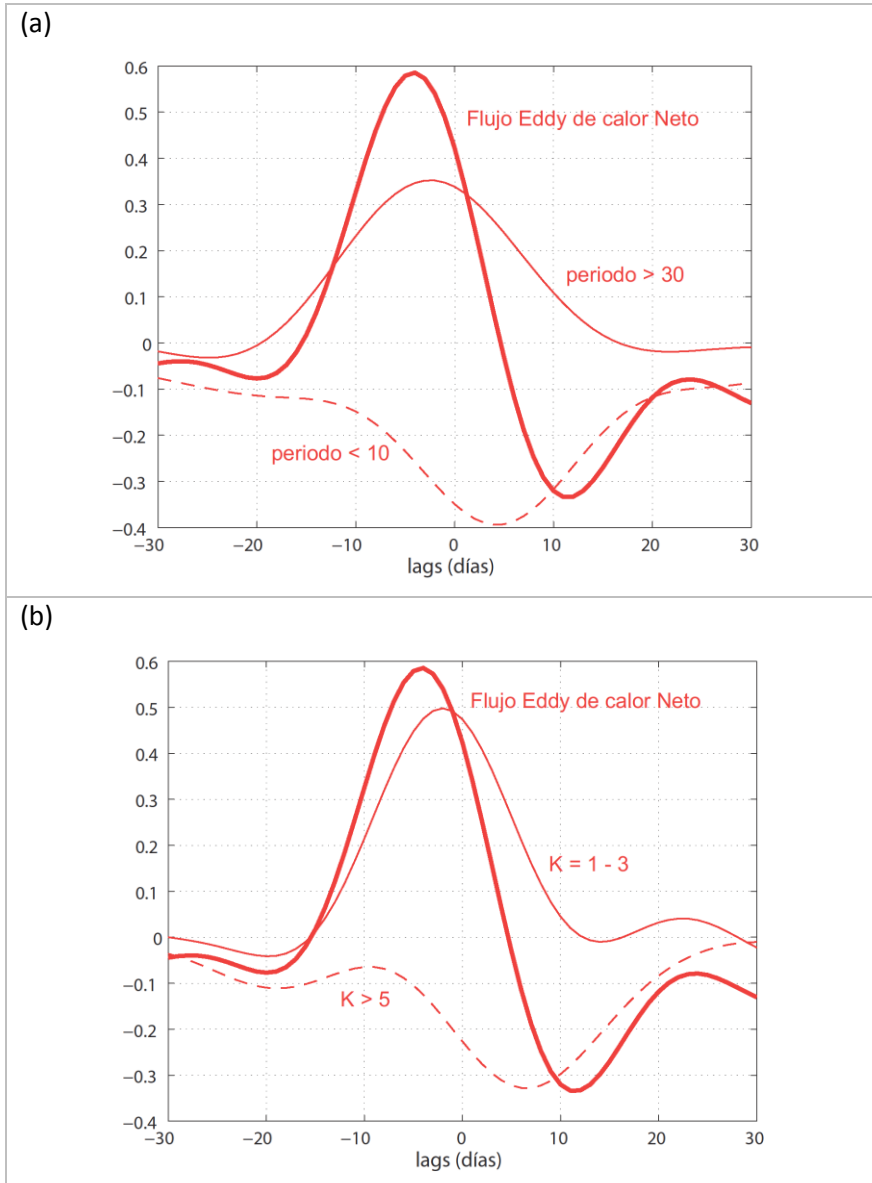 (a)
0.6
0.5
0.4
0.3
0.2
0.1
0
−0.1
−0.2
−0.3
−0.4
Flujo Eddy de calor Neto
periodo > 30
periodo < 10
−30 −20 −10 0 10 20 30
lags (días)
(b)
0.6
0.5
0.4
0.3
0.2
0.1
0
−0.1
−0.2
−0.3
−0.4
Flujo Eddy de calor Neto
K = 1 - 3
K > 5
−30 −20 −10 0 10 20 30
lags (días)